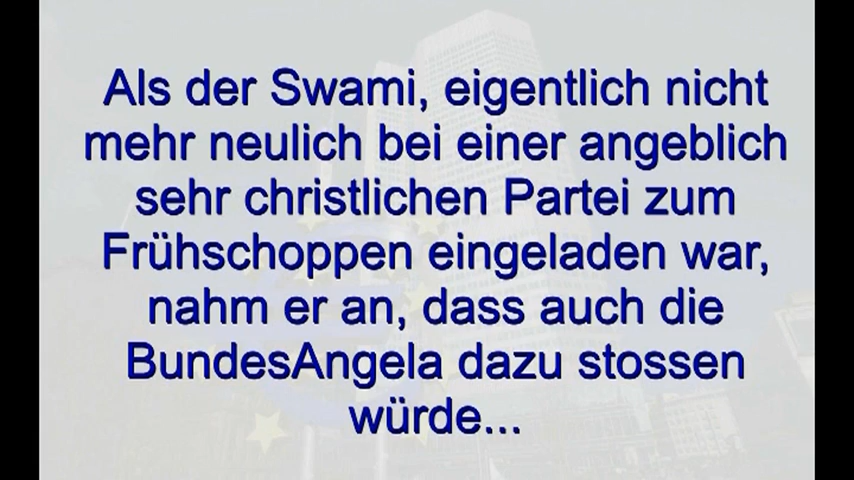 Als der Swami, eigentlich nicht
mehr neulich bei einer angeblich
sehr christlichen Partei zum
Frühschoppen eingeladen war,
nahm er an, dass auch die
BundesAngela dazu stossen
würde...